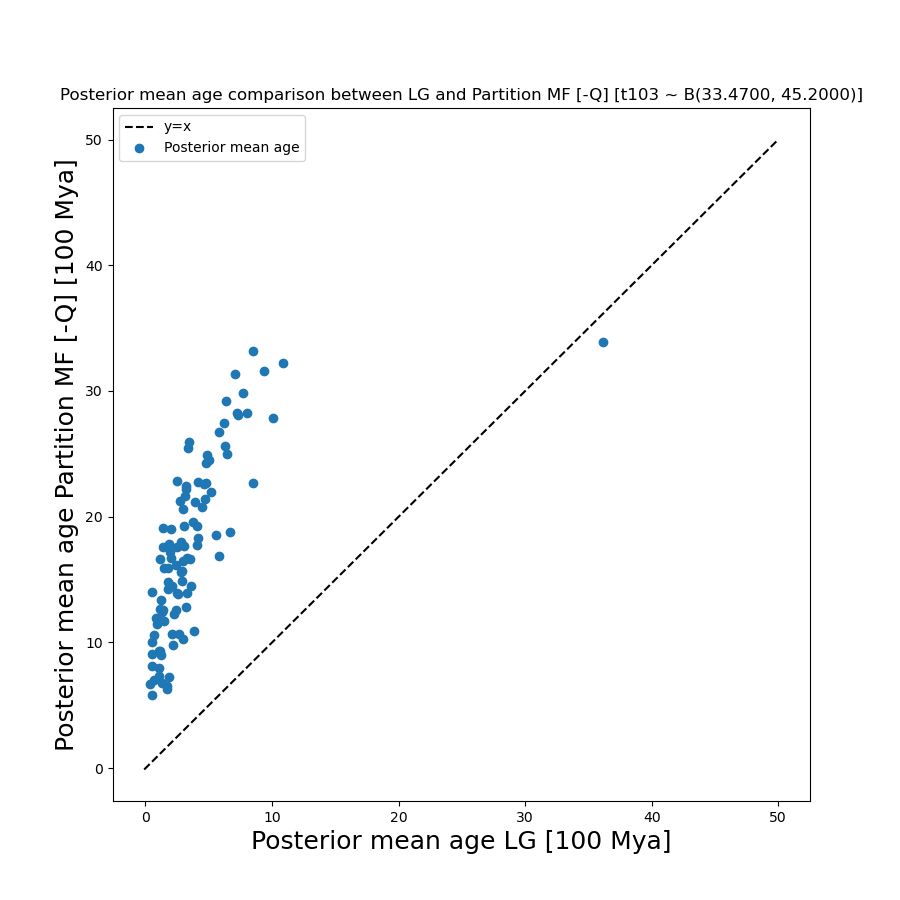 Posterior mean age comparison between LG and Partition MF [-Q] [t103 ~ B(33.4700, 45.2000)]
y=x
Posterior mean age
50
40
30
20
10
0
Posterior mean age Partition MF [-Q] [100 Mya]
0 10 20 30 40 50
Posterior mean age LG [100 Mya]